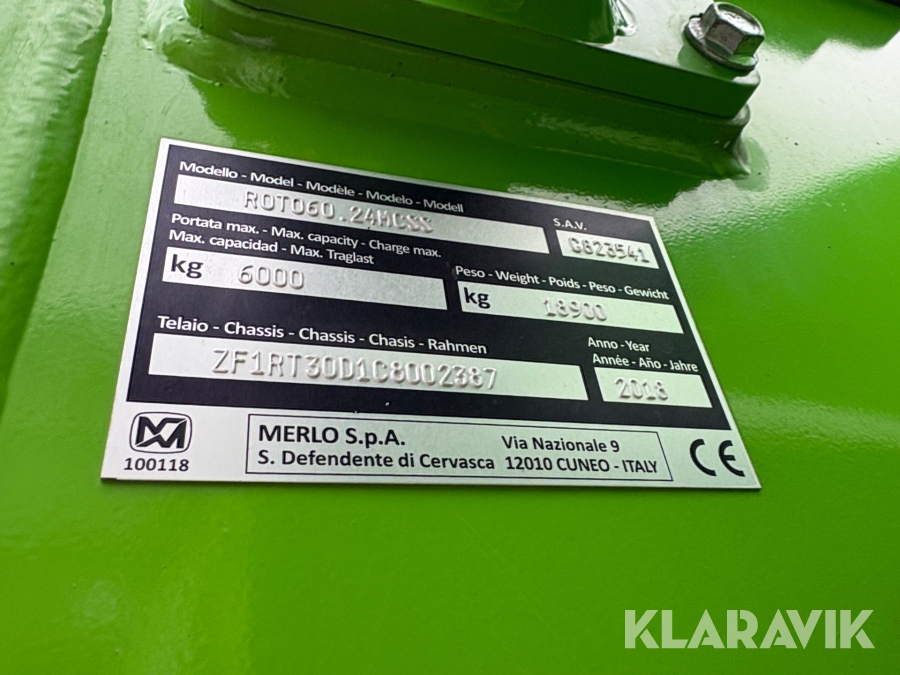 Modello - Model - Modèle - Modelo - Modell
ROTO60.24MCSS
S.A.V.
C823541
Portata max. - Max. capacity - Charge max.
Max. capacidad - Max. Traglast
kg 6000
Peso - Weight - Poids - Peso - Gewicht
kg 18900
Telaio - Chassis - Chassis - Chasis - Rahmen
ZF1RT30D1C8002387
Anno - Year
Année - Año - Jahre
2018
100118
MERLO S.p.A.
S. Defendente di Cervasca
Via Nazionale 9
12010 CUNEO - ITALY
CE
KLARAVIK